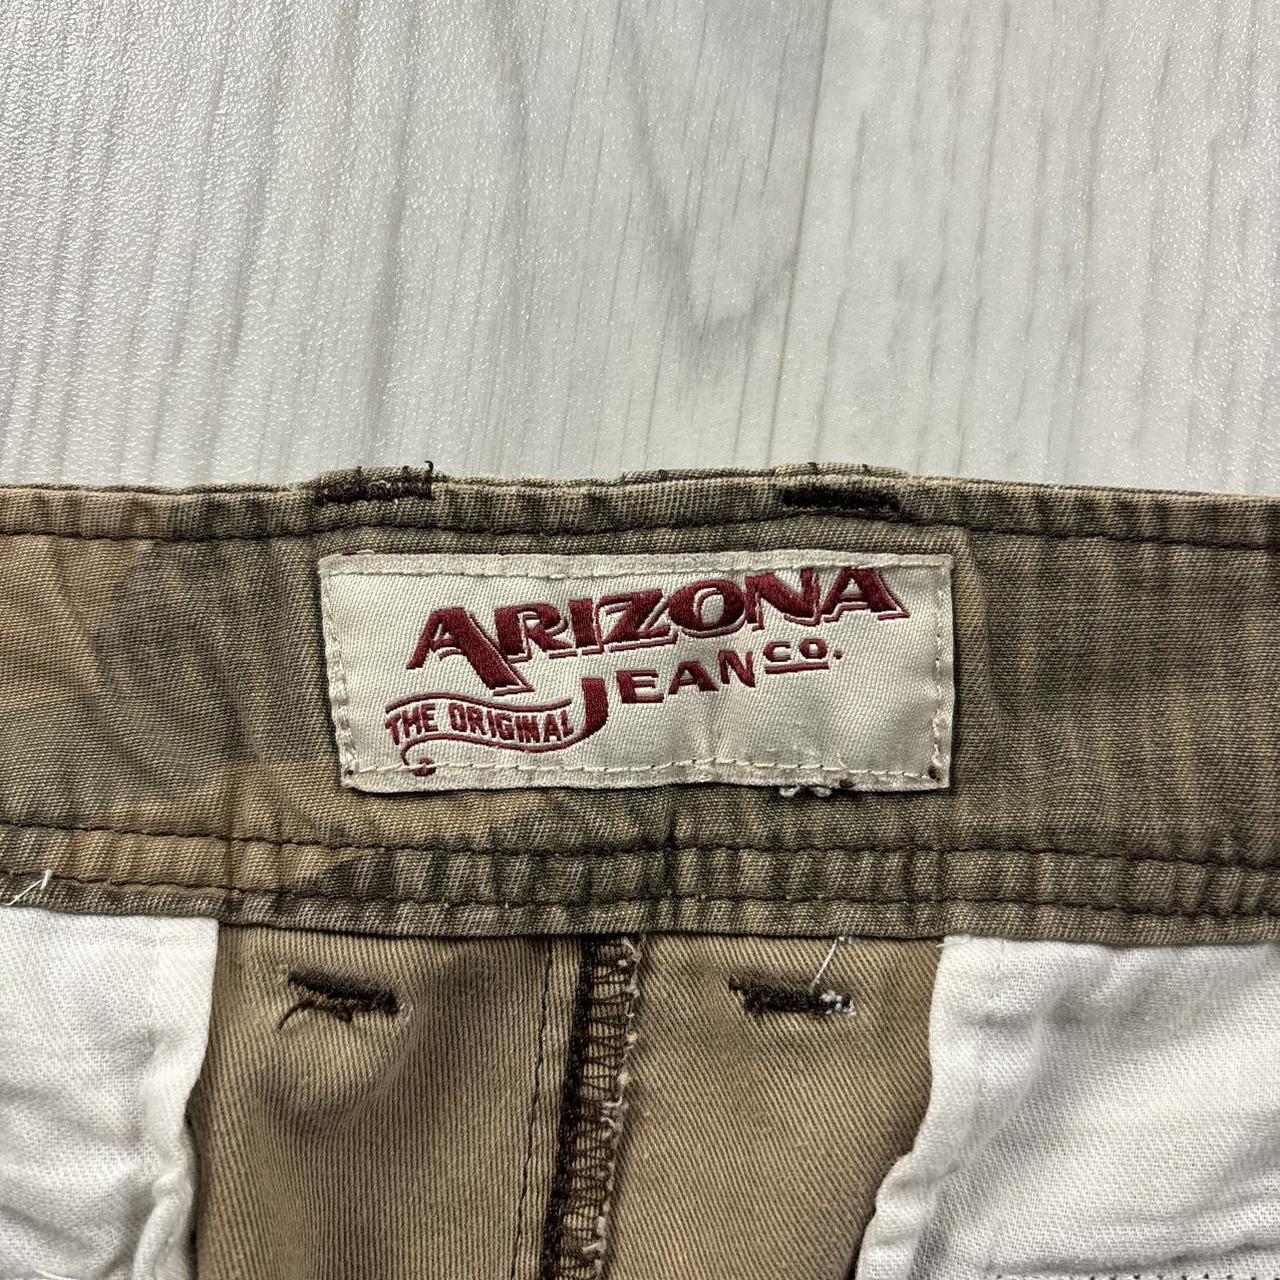 ARIZONA
JEAN CO.
THE ORIGINAL